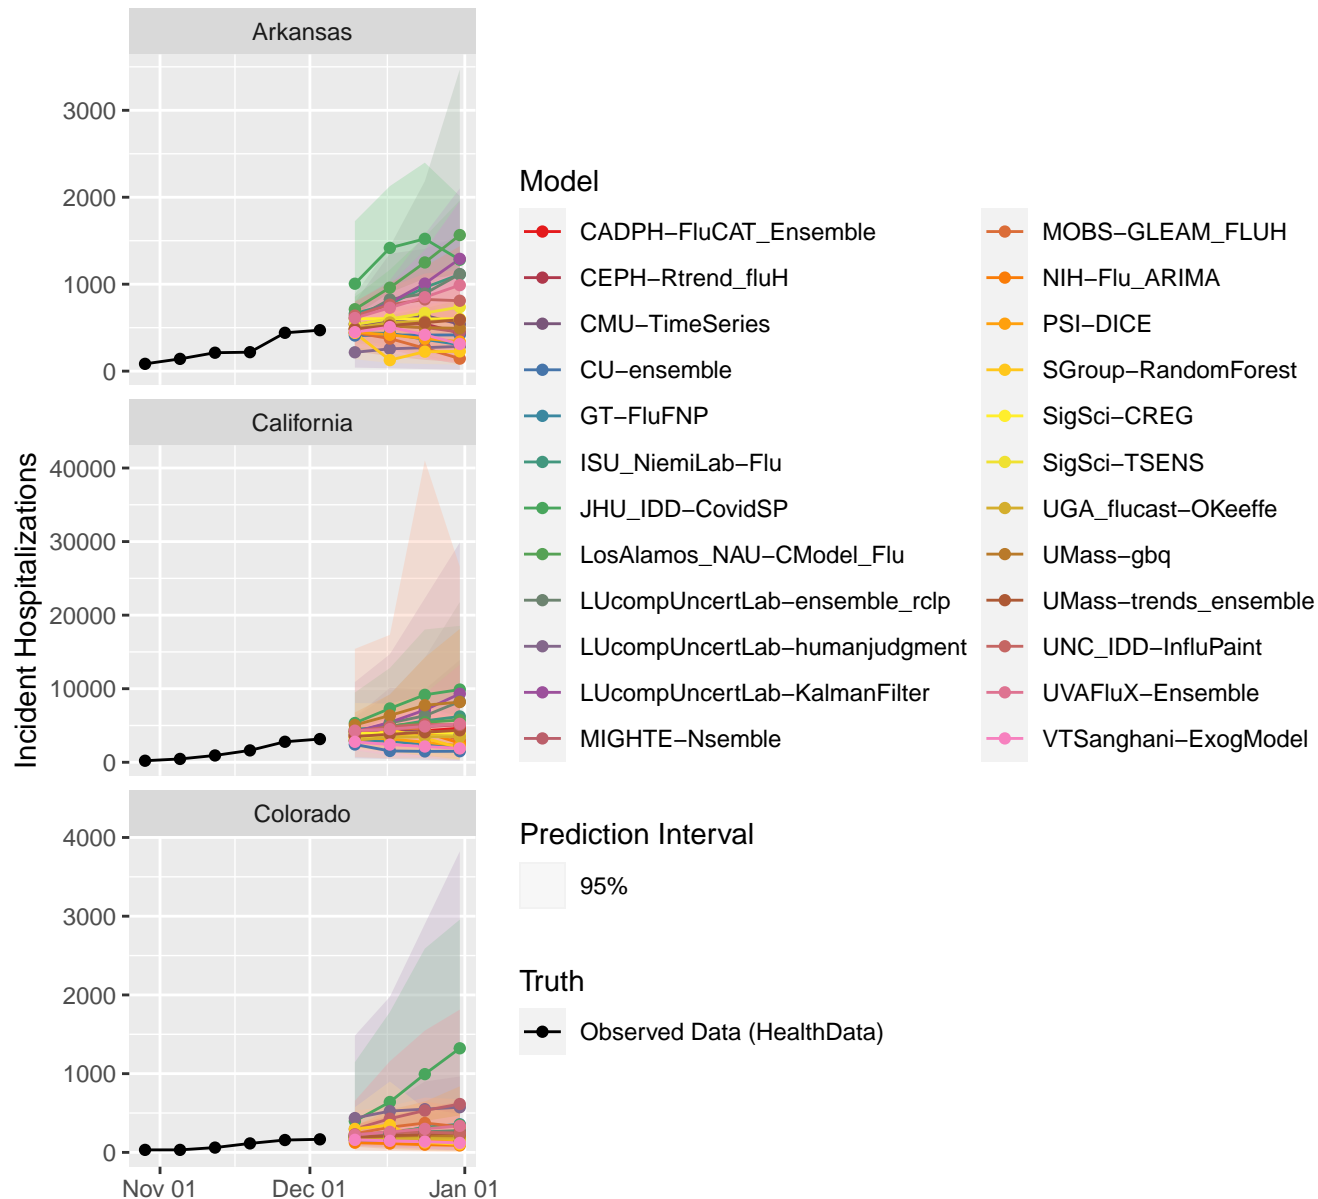 Arkansas
3000
2000
1000
0
California
40000
30000
20000
10000
0
Colorado
4000
3000
2000
1000
0
Nov 01
Dec 01
Jan 01
Incident Hospitalizations
Model
CADPH−FluCAT_Ensemble
CEPH−Rtrend_fluH
CMU−TimeSeries
CU−ensemble
GT−FluFNP
ISU_NiemiLab−Flu
JHU_IDD−CovidSP
LosAlamos_NAU−CModel_Flu
LUcompUncertLab−ensemble_rclp
LUcompUncertLab−humanjudgment
LUcompUncertLab−KalmanFilter
MIGHTE−Nsemble
MOBS−GLEAM_FLUH
NIH−Flu_ARIMA
PSI−DICE
SGroup−RandomForest
SigSci−CREG
SigSci−TSENS
UGA_flucast−OKeeffe
UMass−gbq
UMass−trends_ensemble
UNC_IDD−InfluPaint
UVAFluX−Ensemble
VTSanghani−ExogModel
Prediction Interval
95%
Truth
Observed Data (HealthData)